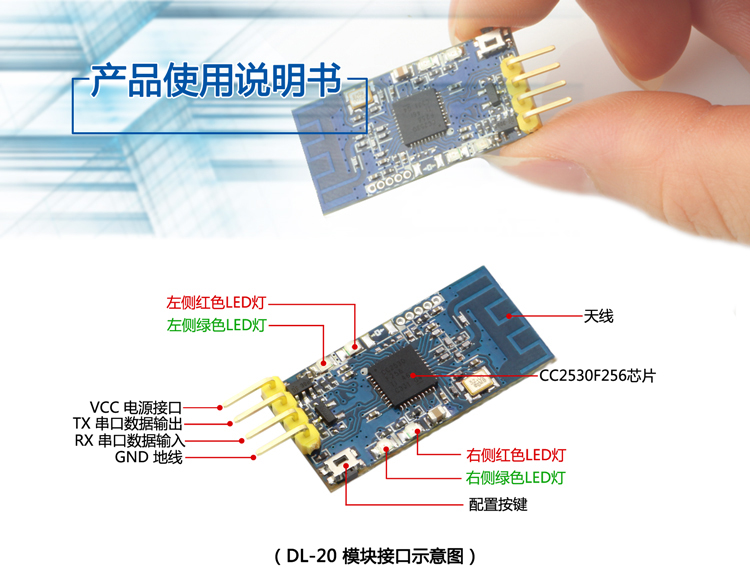 产品使用说明书
左侧红色LED灯
左侧绿色LED灯
天线
CC2530F256芯片
VCC 电源接口
TX 串口数据输出
RX 串口数据输入
GND 地线
右侧红色LED灯
右侧绿色LED灯
配置按键
( DL-20 模块接口示意图 )